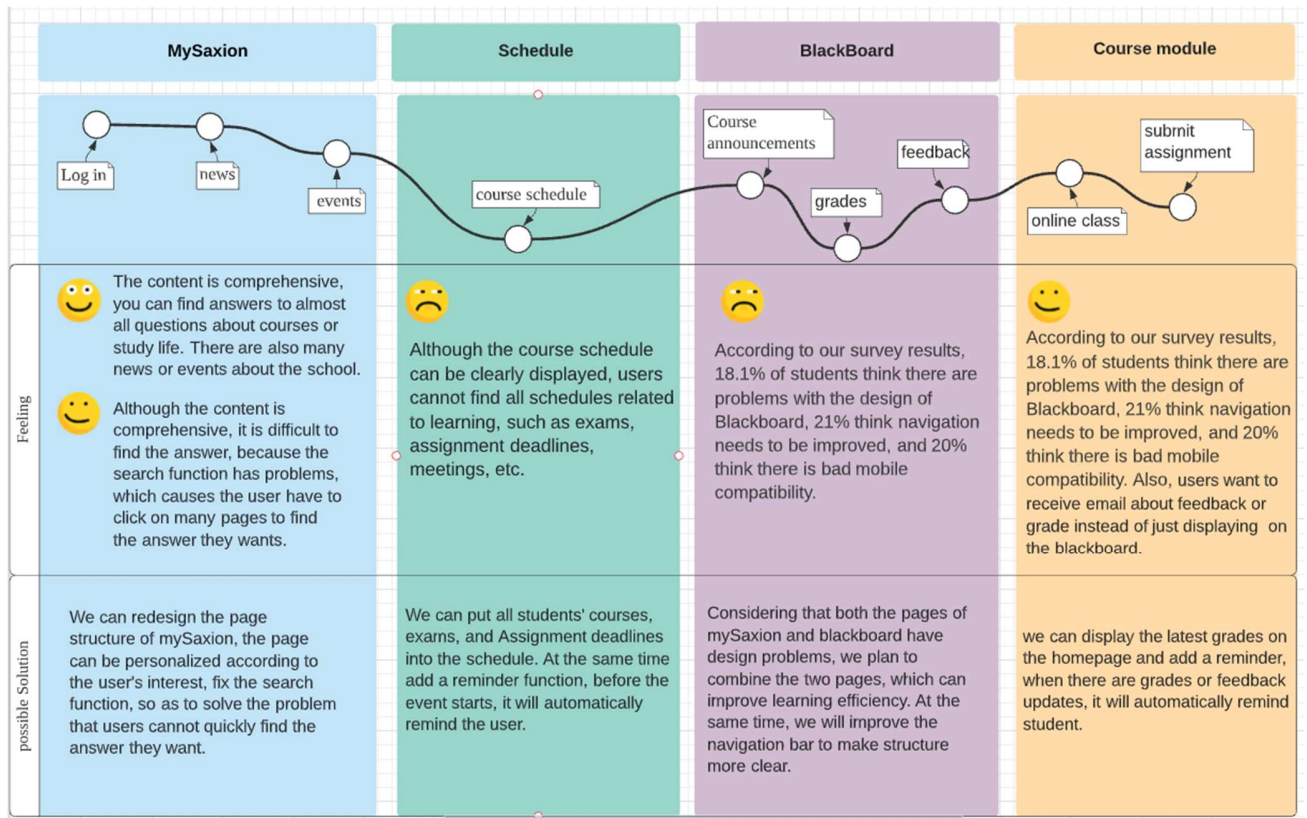 MySaxion
Schedule
BlackBoard
Course module
Log in
news
events
course schedule
Course
announcements
grades
feedback
online class
submit
assignment
Feeling
The content is comprehensive,
you can find answers to almost
all questions about courses or
study life. There are also many
news or events about the school.
Although the content is
comprehensive, it is difficult to
find the answer, because the
search function has problems,
which causes the user have to
click on many pages to find
the answer they wants.
Although the course schedule
can be clearly displayed, users
cannot find all schedules related
to learning, such as exams,
assignment deadlines,
meetings, etc.
According to our survey results,
18.1% of students think there are
problems with the design of
Blackboard, 21% think navigation
needs to be improved, and 20%
think there is bad mobile
compatibility.
According to our survey results,
18.1% of students think there are
problems with the design of
Blackboard, 21% think navigation
needs to be improved, and 20%
think there is bad mobile
compatibility. Also, users want to
receive email about feedback or
grade instead of just displaying on
the blackboard.
possible Solution
We can redesign the page
structure of mySaxion, the page
can be personalized according to
the user's interest, fix the search
function, so as to solve the problem
that users cannot quickly find the
answer they want.
We can put all students' courses,
exams, and Assignment deadlines
into the schedule. At the same time
add a reminder function, before the
event starts, it will automatically
remind the user.
Considering that both the pages of
mySaxion and blackboard have
design problems, we plan to
combine the two pages, which can
improve learning efficiency. At the
same time, we will improve the
navigation bar to make structure
more clear.
we can display the latest grades on
the homepage and add a reminder,
when there are grades or feedback
updates, it will automatically remind
student.